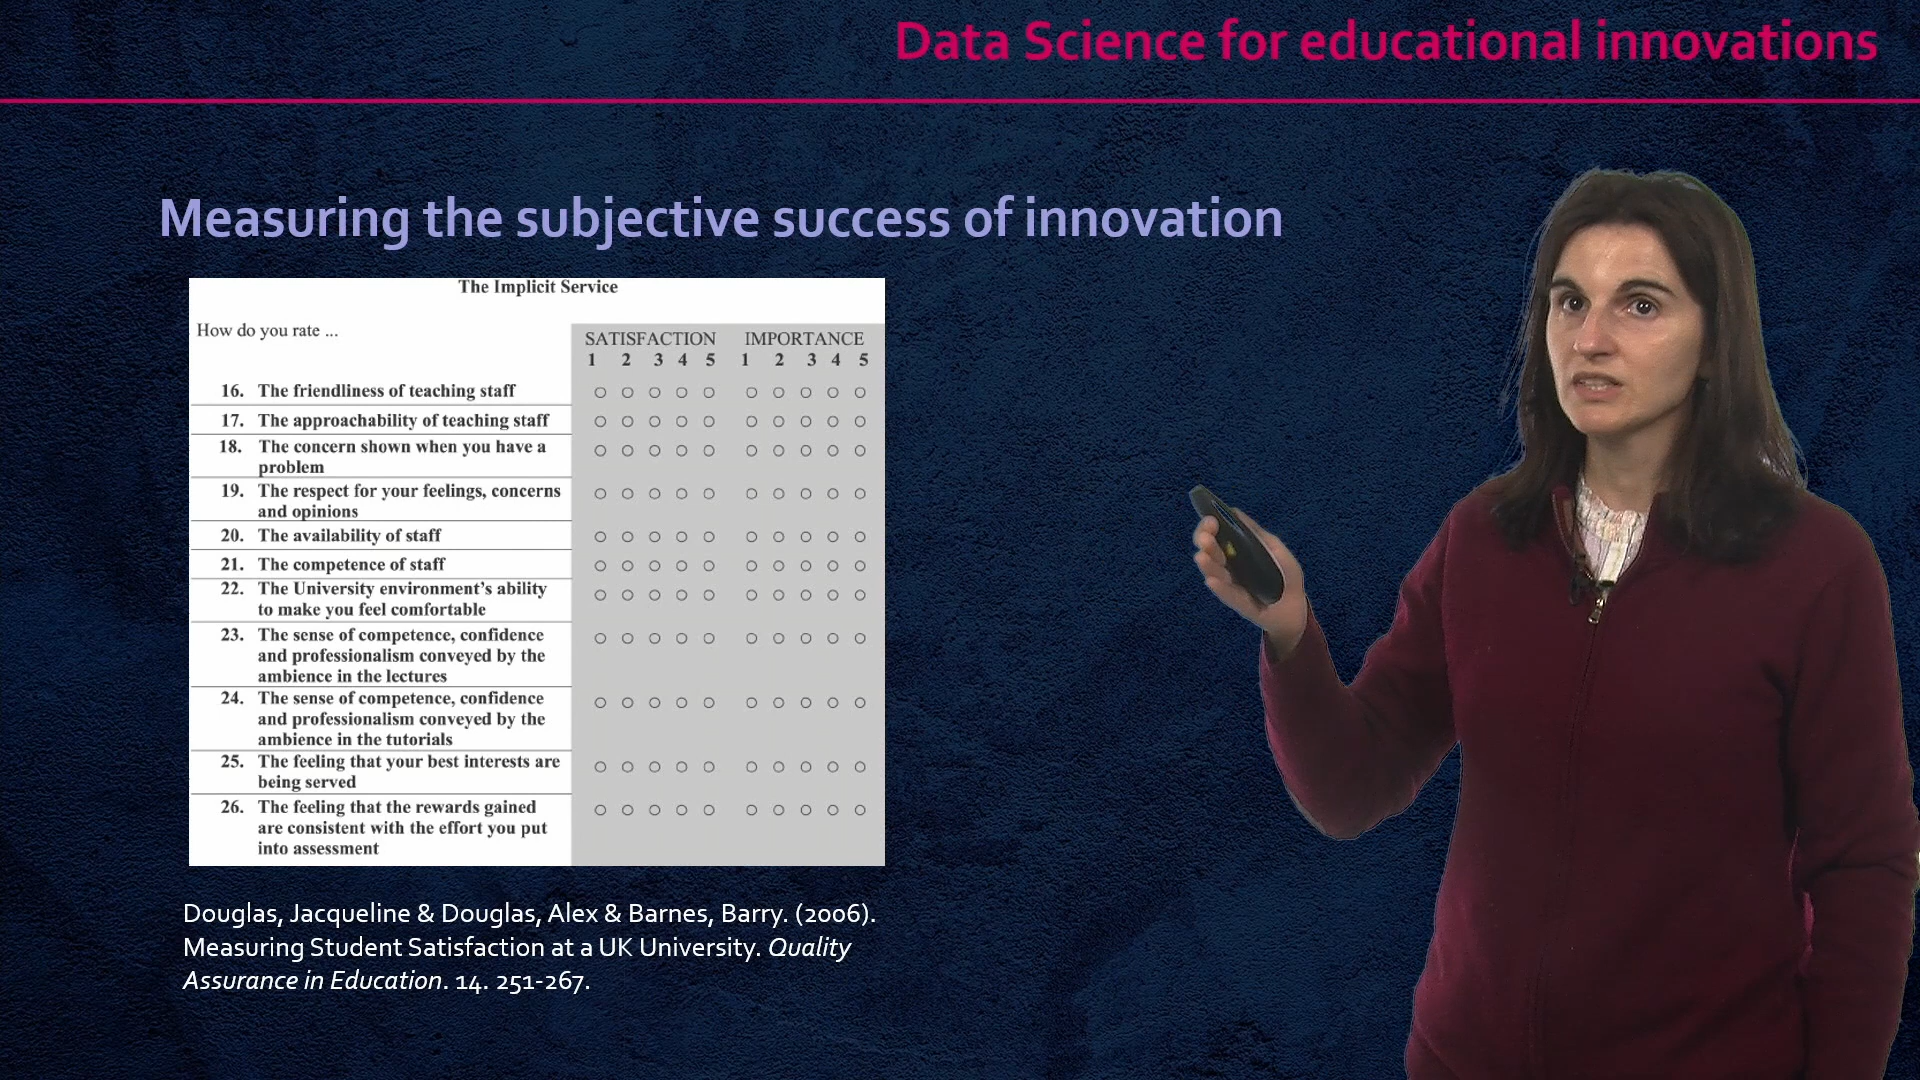 Data Science for educational innovations
Measuring the subjective success of innovation
The Implicit Service
How do you rate ...
SATISFACTION IMPORTANCE
1 2 3 4 5 1 2 3 4 5
16. The friendliness of teaching staff
17. The approachability of teaching staff
18. The concern shown when you have a
problem
19. The respect for your feelings, concerns
and opinions
20. The availability of staff
21. The competence of staff
22. The University environment's ability
to make you feel comfortable
23. The sense of competence, confidence
and professionalism conveyed by the
ambience in the lectures
24. The sense of competence, confidence
and professionalism conveyed by the
ambience in the tutorials
25. The feeling that your best interests are
being served
26. The feeling that the rewards gained
are consistent with the effort you put
into assessment
Douglas, Jacqueline & Douglas, Alex & Barnes, Barry. (2006).
Measuring Student Satisfaction at a UK University. Quality
Assurance in Education. 14. 251-267.